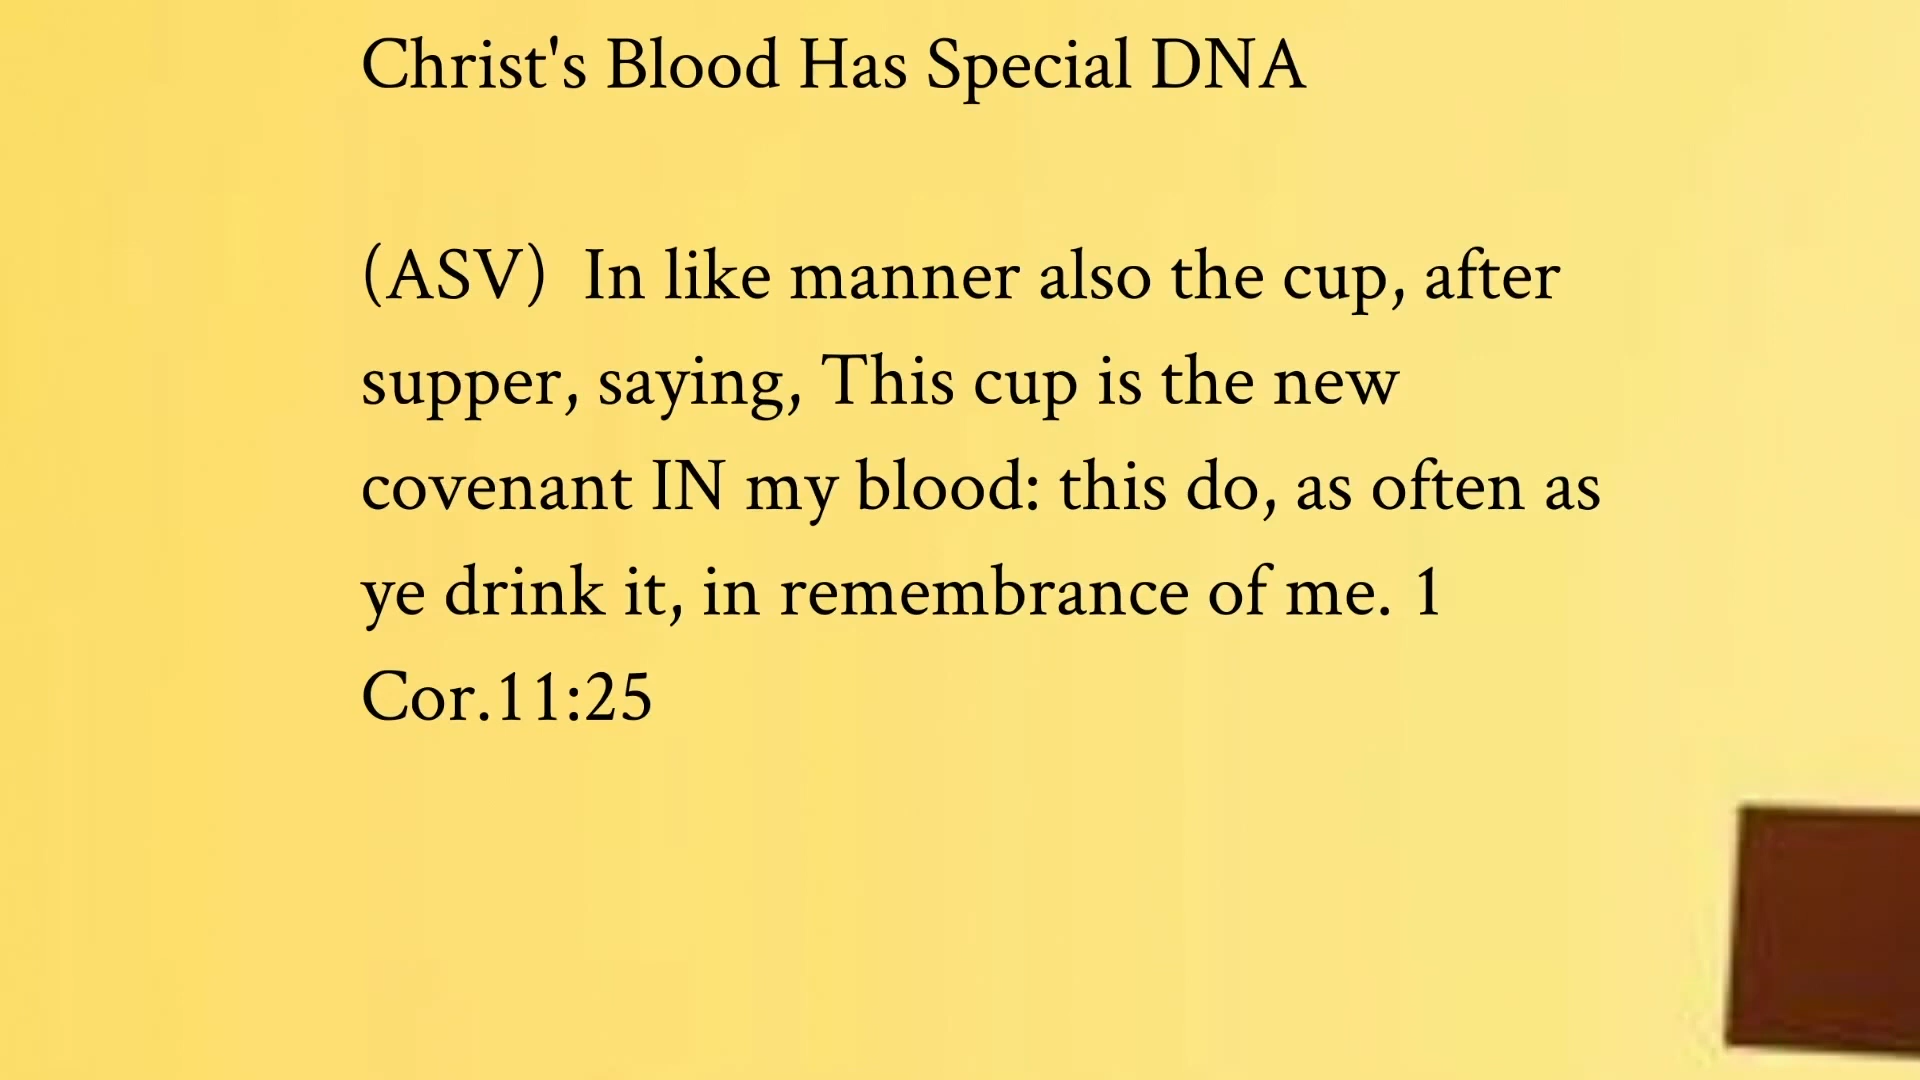 Christ's Blood Has Special DNA
(ASV)  In like manner also the cup, after
supper, saying, This cup is the new
covenant IN my blood: this do, as often as
ye drink it, in remembrance of me. 1
Cor.11:25